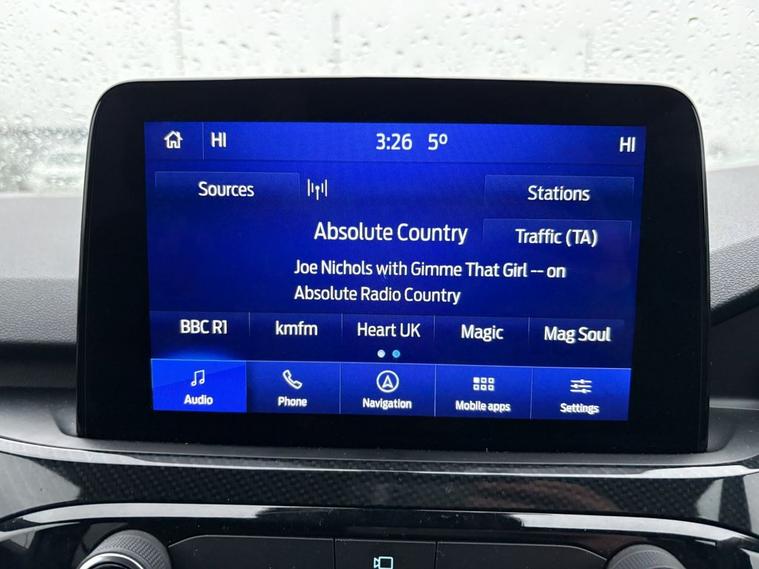 HI 3:26 5º HI
Sources Stations
Absolute Country Traffic (TA)
Joe Nichols with Gimme That Girl -- on
Absolute Radio Country
BBC R1 kmfm Heart UK Magic Mag Soul
Audio Phone Navigation Mobile apps Settings